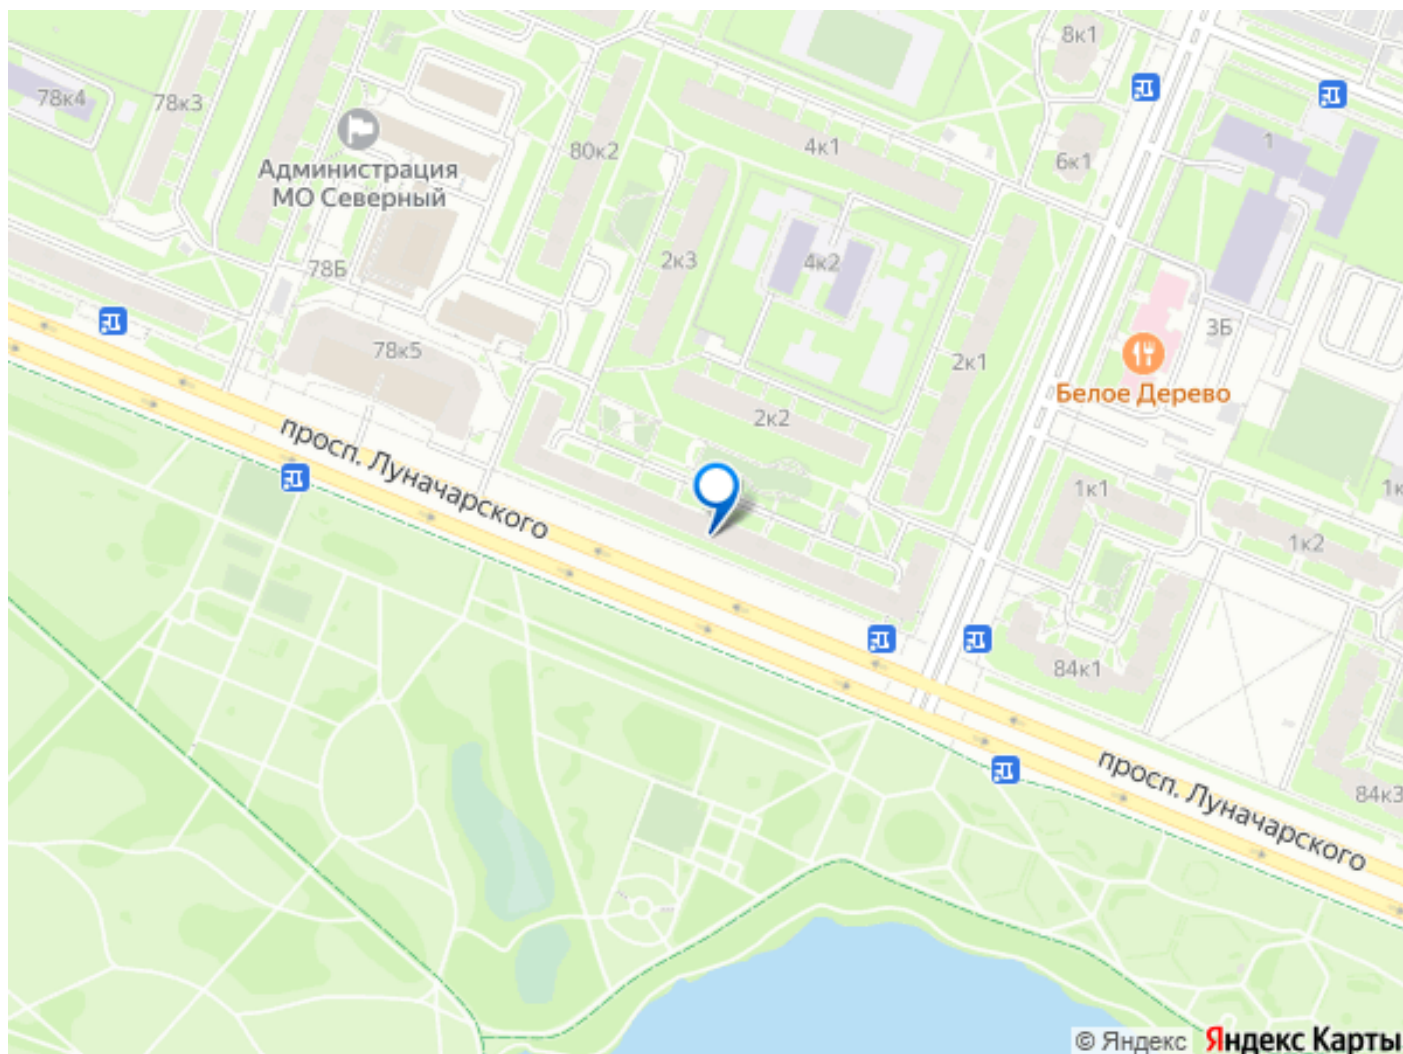 8к1
78к4
78к3
Администрация
МО Северный
80к2
4к1
6к1
1
2к3
4к2
78Б
3Б
78к5
2к1
Белое Дерево
2к2
просп. Луначарского
1к1
1к
1к2
84к1
просп. Луначарского
84к3
© Яндекс Яндекс Карты